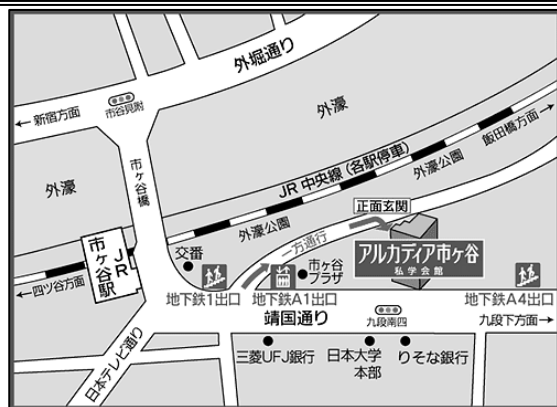 外堀通り
市谷見附
←新宿方面
外濠
飯田橋方面→
市ヶ谷橋
JR中央線(各駅停車)
外濠公園
外濠
正面玄関
外濠公園
一方通行
交番
アルカディア市ヶ谷
私学会館
市ヶ谷
プラザ
JR
市ヶ谷駅
←四ツ谷方面
地下鉄1出口
地下鉄A1出口
地下鉄A4出口
靖国通り
九段南四
九段下方面→
日本テレビ通り
三菱UFJ銀行
日本大学
本部
りそな銀行